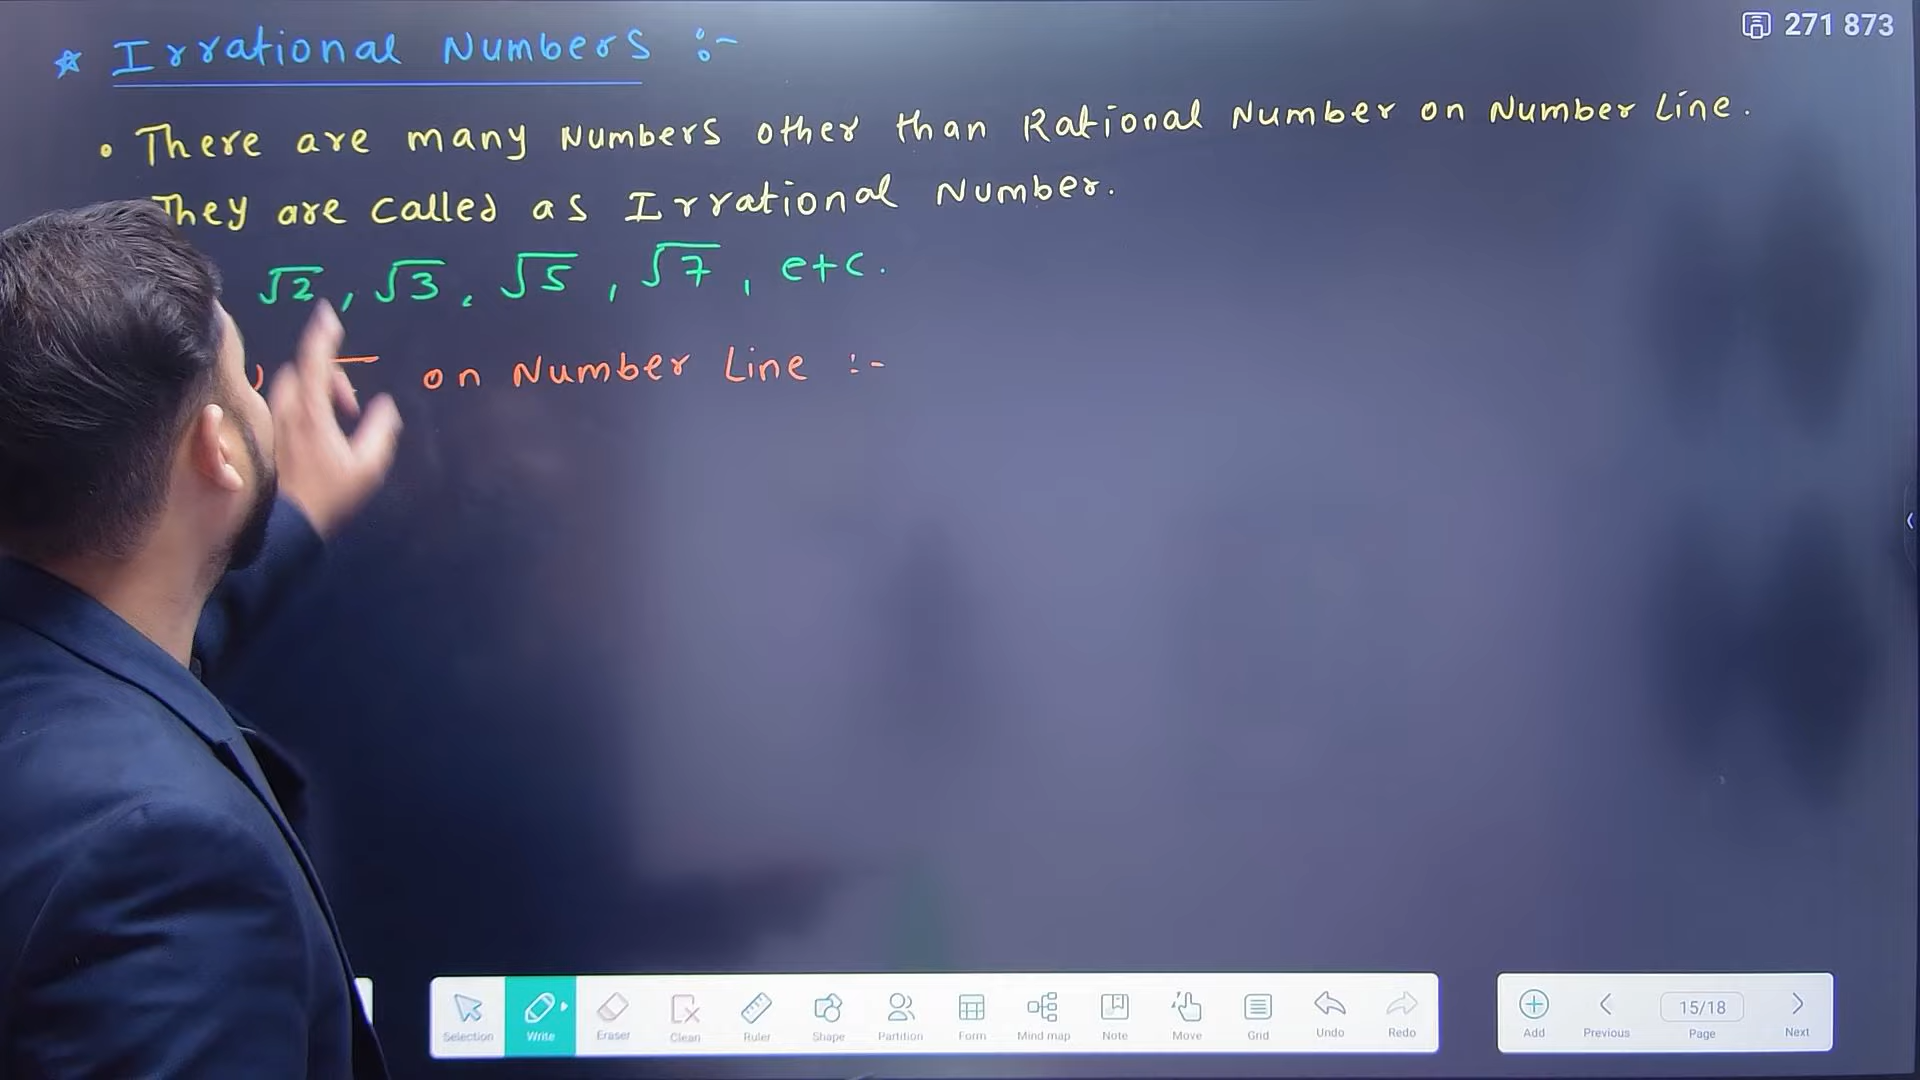 271 873
* Irrational Numbers :-
• There are many Numbers other than Rational Number on Number Line.
They are called as Irrational Number.
√2, √3, √5, √7, etc.
on Number Line :-
Selection Write Eraser Clean Ruler Shape Partition Form Mind map Note Move Grid Undo Redo
15/18
Add Previous Page Next